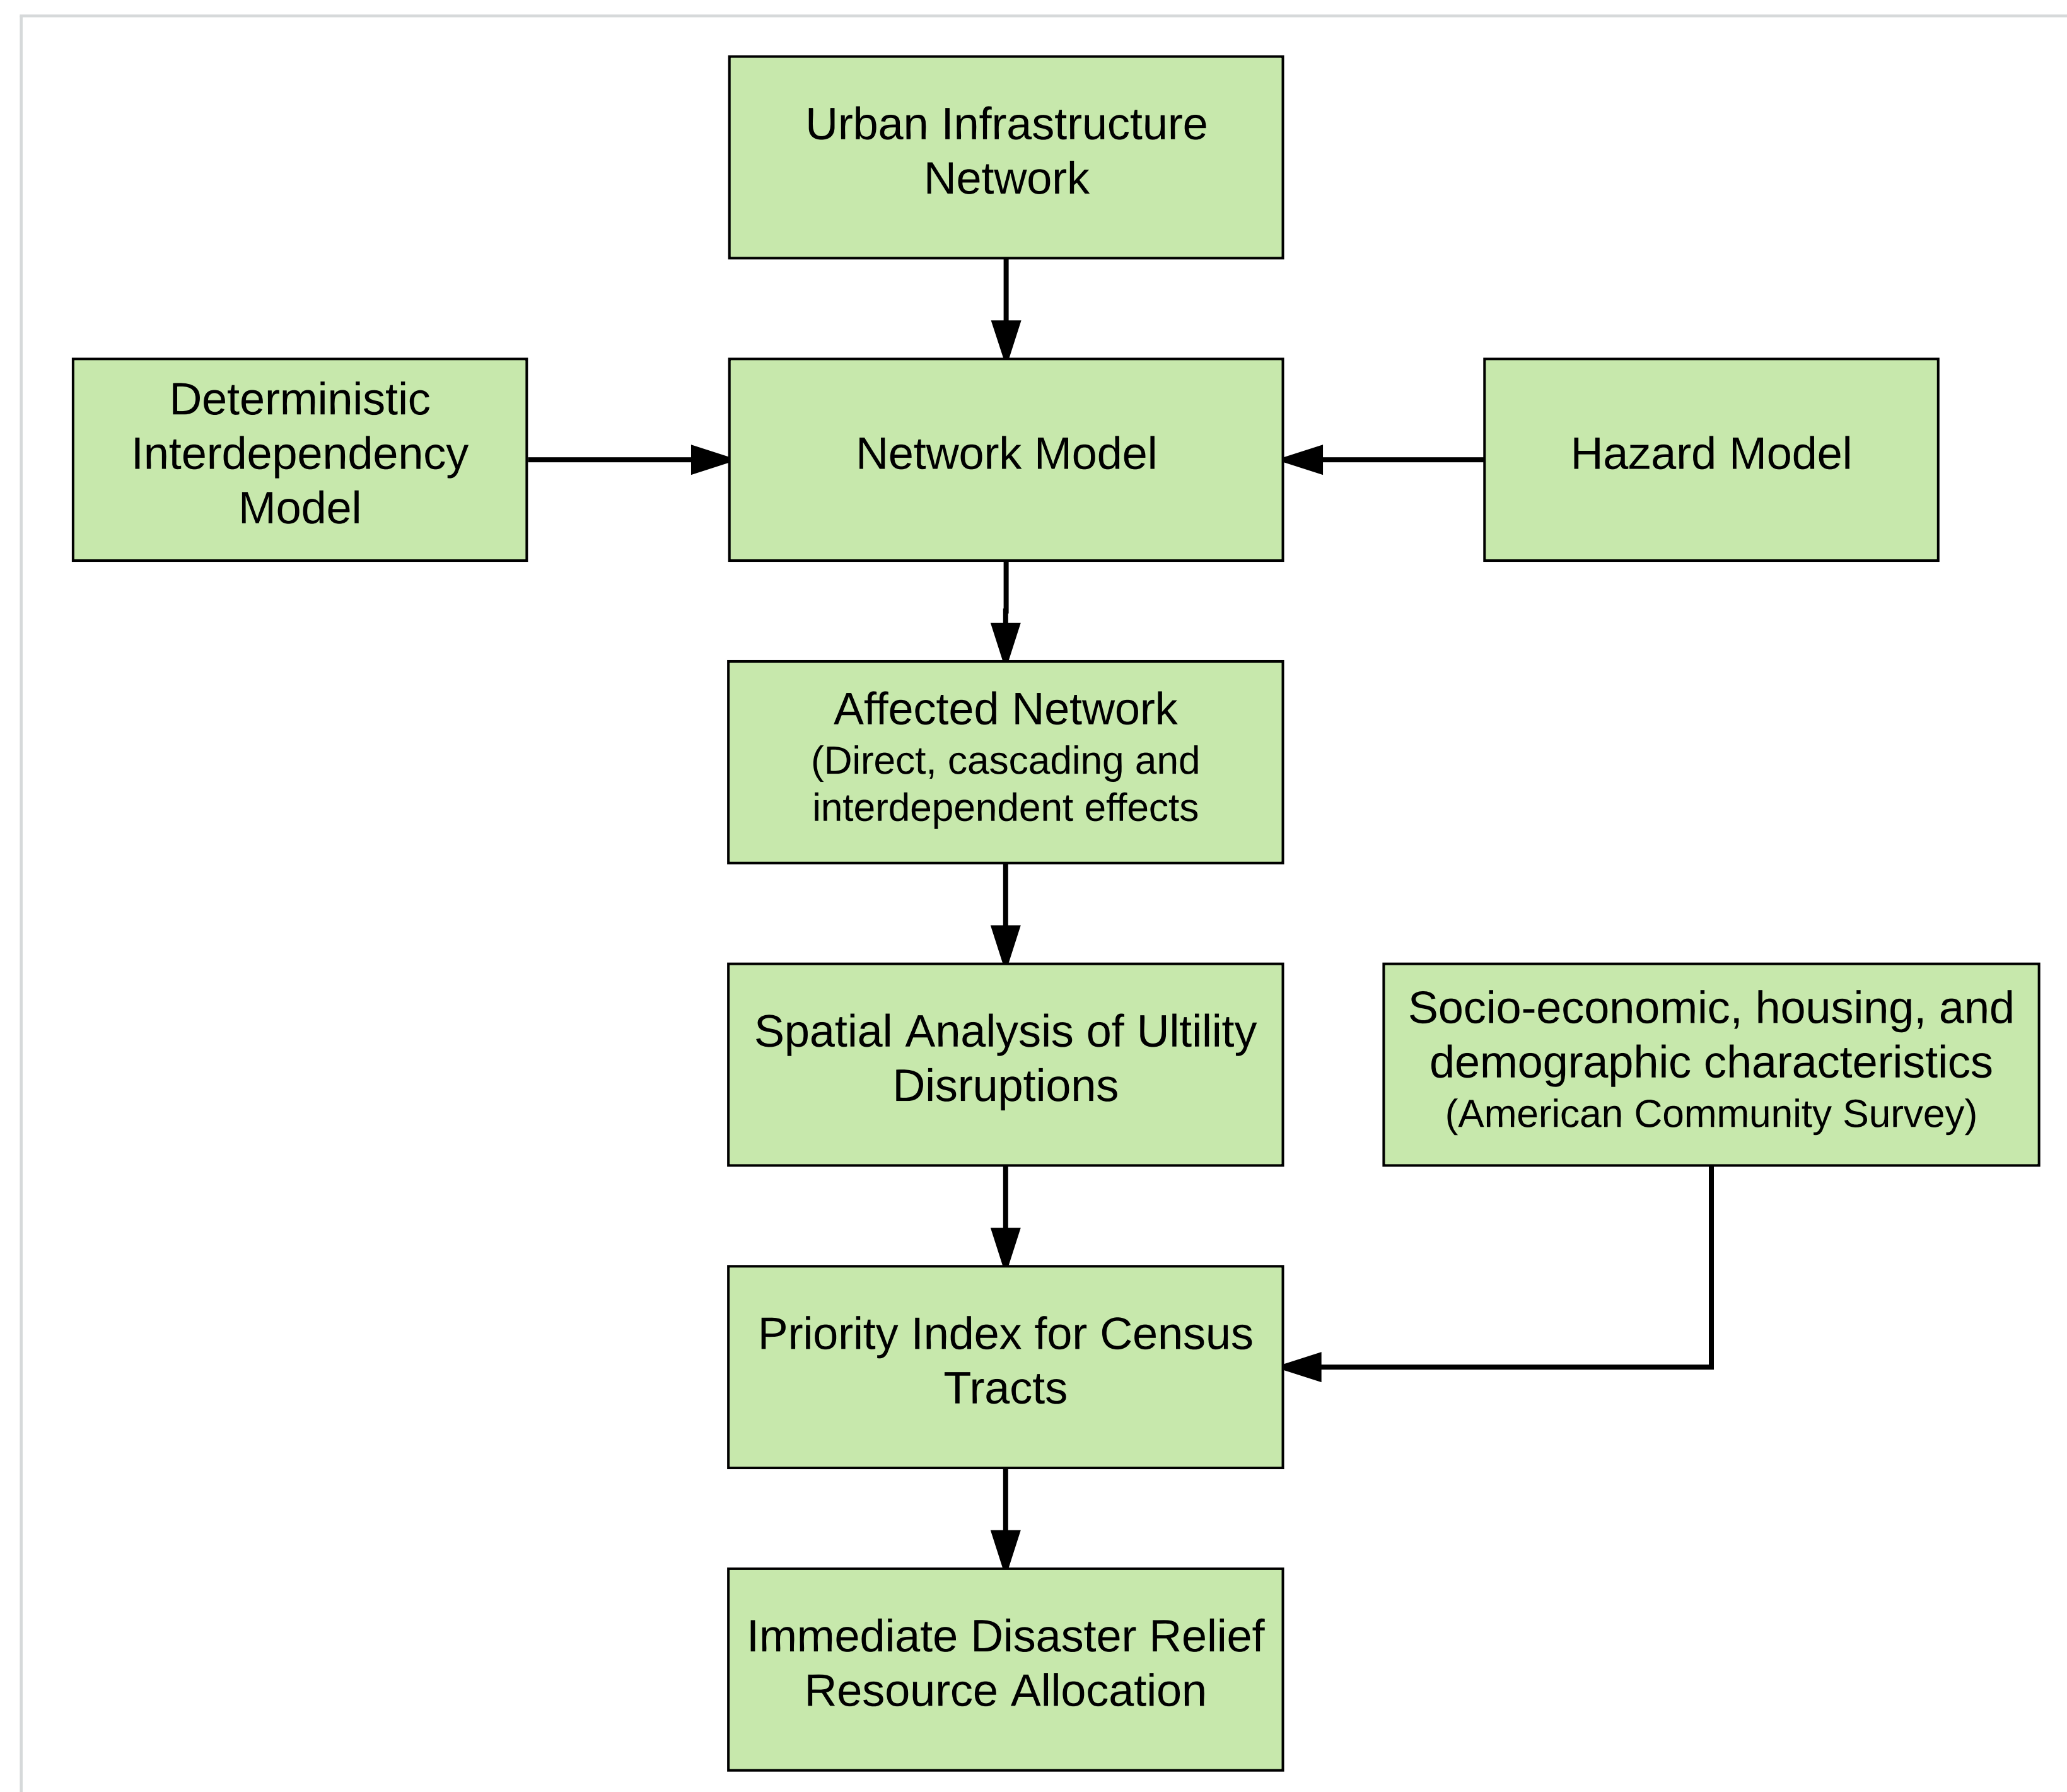 Urban Infrastructure
Network
Deterministic
Interdependency
Model
Network Model
Hazard Model
Affected Network
(Direct, cascading and
interdependent effects
Spatial Analysis of Ultility
Disruptions
Socio-economic, housing, and
demographic characteristics
(American Community Survey)
Priority Index for Census
Tracts
Immediate Disaster Relief
Resource Allocation